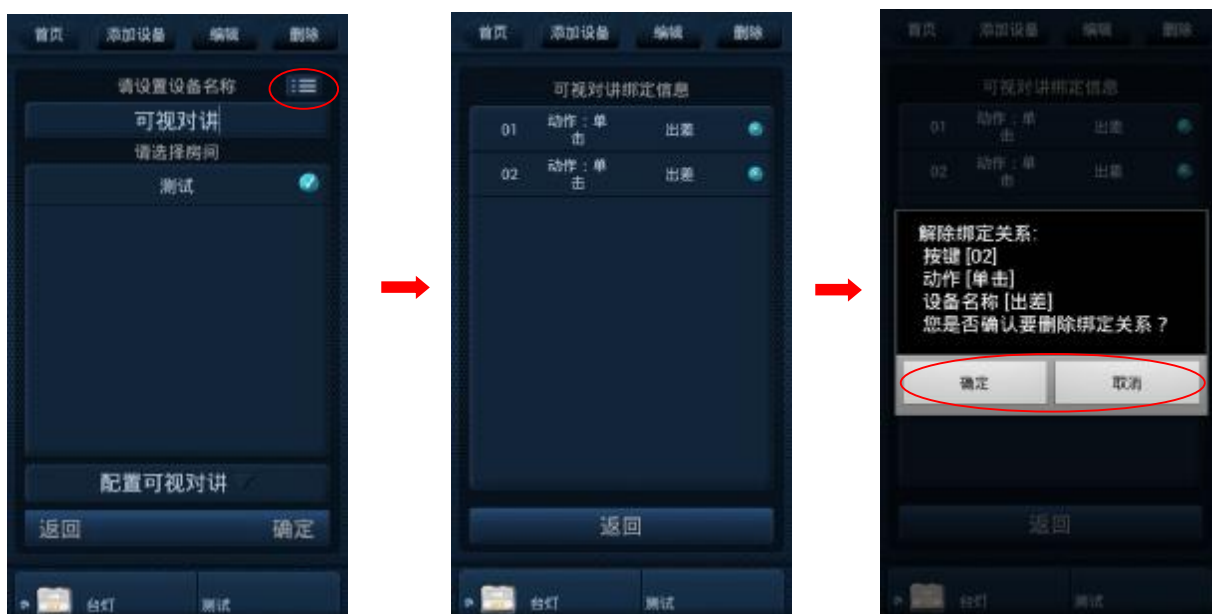 首页 添加设备 编辑 删除
请设置设备名称
可视对讲
请选择房间
测试
配置可视对讲
返回 确定
台灯 测试
首页 添加设备 编辑 删除
可视对讲绑定信息
01 动作：单击 出差
02 动作：单击 出差
返回
台灯 测试
首页 添加设备 编辑 删除
可视对讲绑定信息
01 动作：单击 出差
02 动作：单击 出差
解除绑定关系:
按键 [02]
动作 [单击]
设备名称 [出差]
您是否确认要删除绑定关系？
确定 取消
返回
台灯 测试